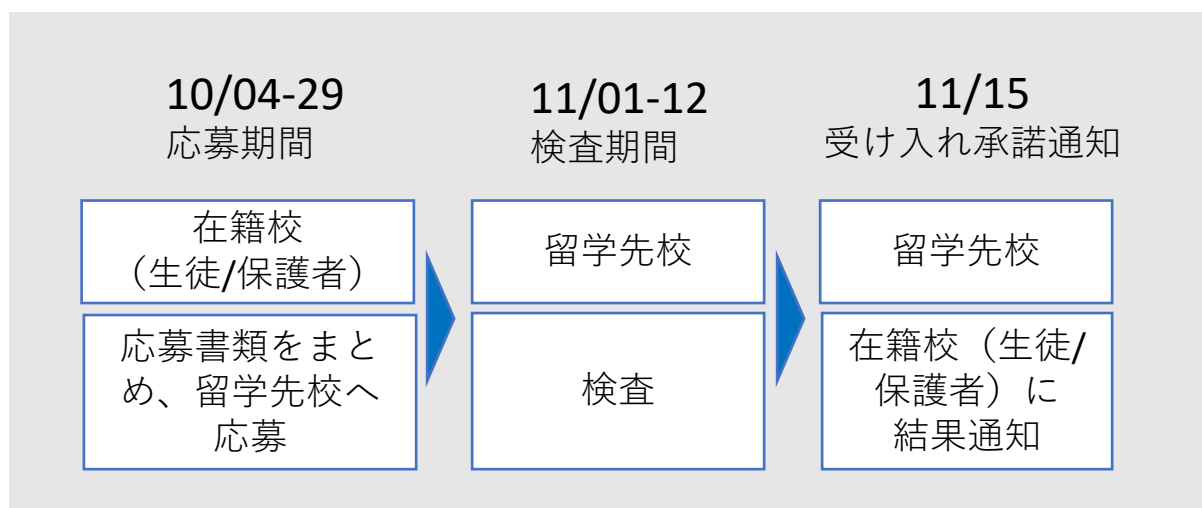 10/04-29
応募期間
在籍校
（生徒/保護者）
応募書類をまと
め、留学先校へ
応募
11/01-12
検査期間
留学先校
検査
11/15
受け入れ承諾通知
留学先校
在籍校（生徒/
保護者）に
結果通知